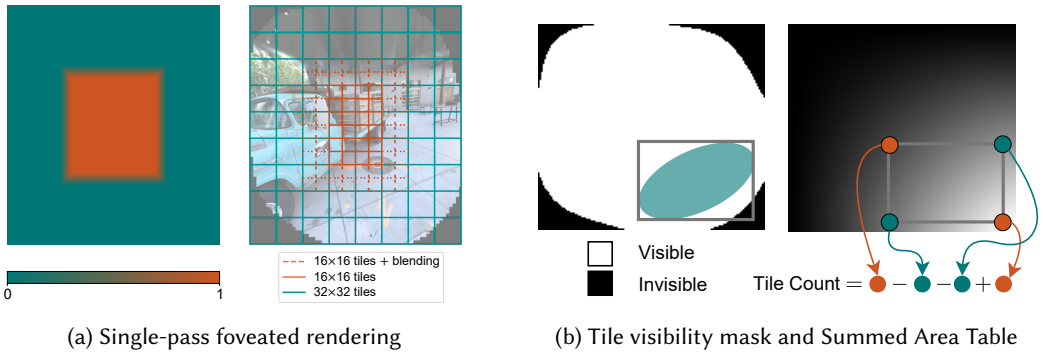 0
1
16×16 tiles + blending
16×16 tiles
32×32 tiles
(a) Single-pass foveated rendering
Visible
Invisible
Tile Count = − − +
(b) Tile visibility mask and Summed Area Table